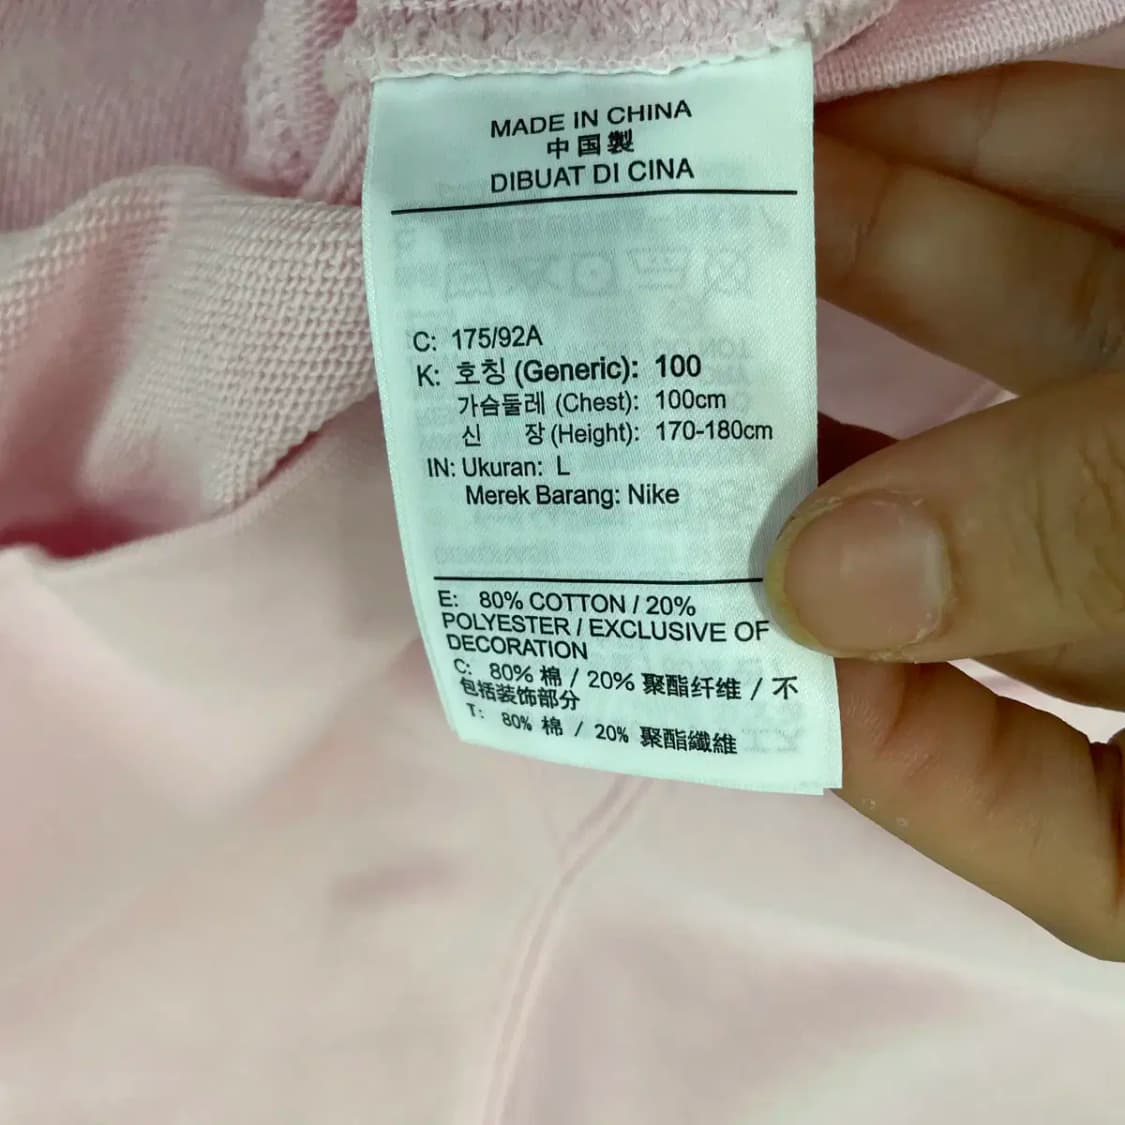 MADE IN CHINA
中国製
DIBUAT DI CINA
C: 175/92A
K: 호칭 (Generic): 100
가슴둘레 (Chest): 100cm
신 장 (Height): 170-180cm
IN: Ukuran: L
Merek Barang: Nike
E: 80% COTTON / 20%
POLYESTER / EXCLUSIVE OF
DECORATION
C: 80% 棉 / 20% 聚酯纤维 / 不
包括装饰部分
T: 80% 棉 / 20% 聚酯纖維